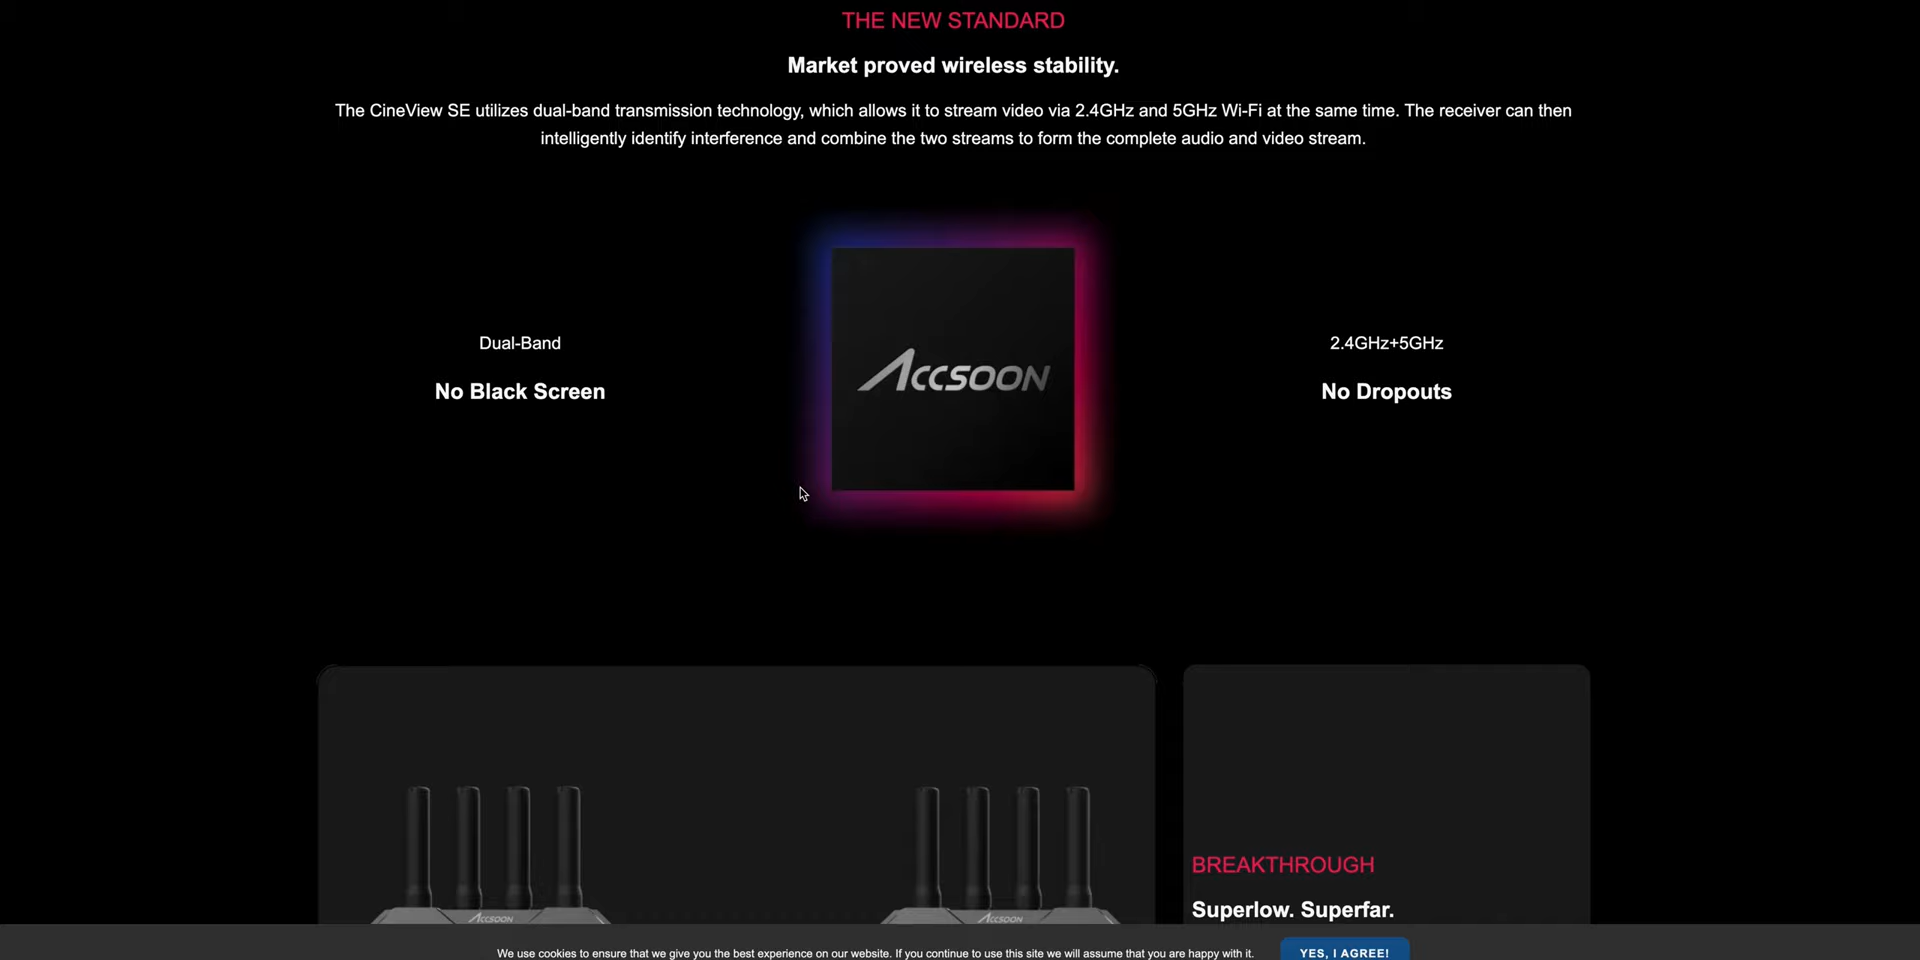 THE NEW STANDARD
Market proved wireless stability.
The CineView SE utilizes dual-band transmission technology, which allows it to stream video via 2.4GHz and 5GHz Wi-Fi at the same time. The receiver can then
intelligently identify interference and combine the two streams to form the complete audio and video stream.
Dual-Band
No Black Screen
ACCSOON
2.4GHz+5GHz
No Dropouts
ACCSOON
ACCSOON
BREAKTHROUGH
Superlow. Superfar.
We use cookies to ensure that we give you the best experience on our website. If you continue to use this site we will assume that you are happy with it.
YES, I AGREE!